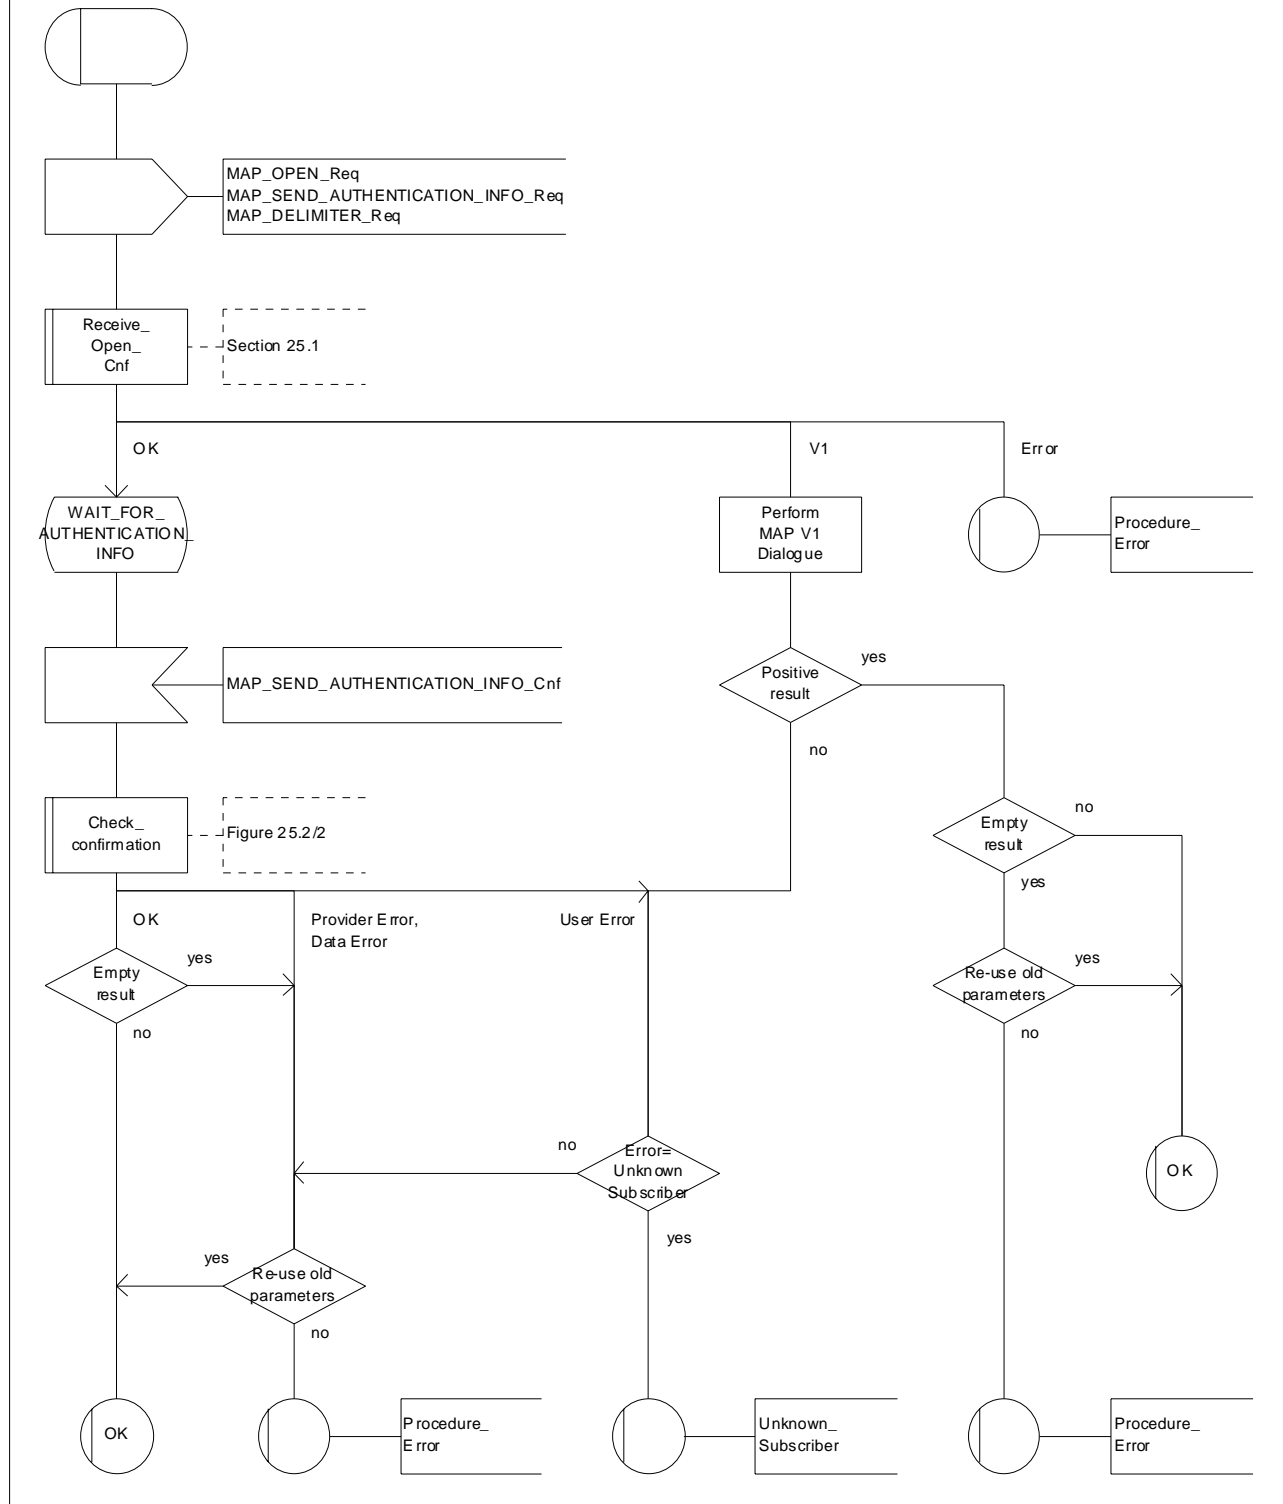 MAP_OPEN_Req
MAP_SEND_AUTHENTICATION_INFO_Req
MAP_DELIMITER_Req
Receive_
Open_
Cnf
Section 25.1
OK
V1
Error
WAIT_FOR_
AUTHENTICATION_
INFO
Perform
MAP V1
Dialogue
Procedure_
Error
MAP_SEND_AUTHENTICATION_INFO_Cnf
Positive
result
yes
no
Check_
confirmation
Figure 25.2/2
Empty
result
no
yes
OK
Provider Error,
Data Error
User Error
Empty
result
yes
no
Re-use old
parameters
yes
no
Error=
Unknown
Subscriber
no
yes
OK
Re-use old
parameters
yes
no
OK
Procedure_
Error
Unknown_
Subscriber
Procedure_
Error